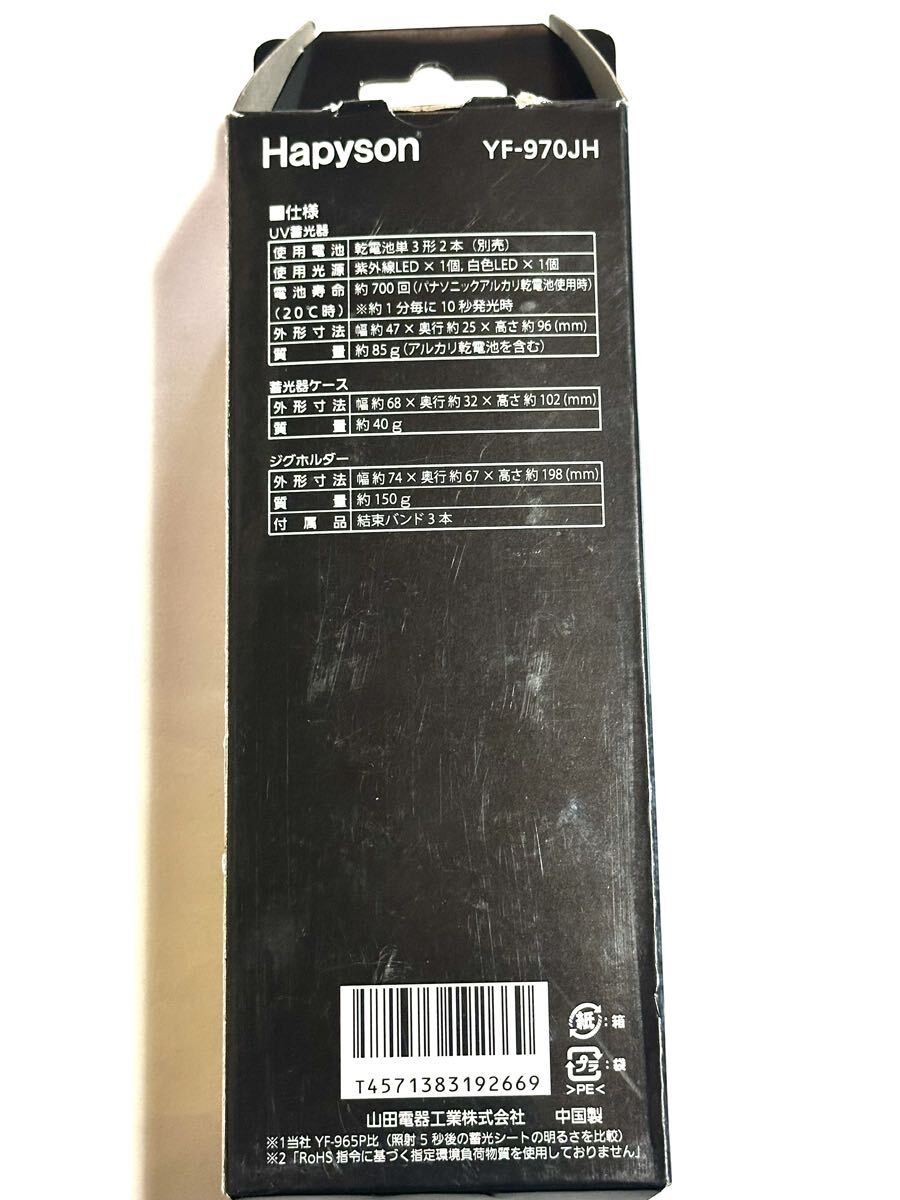 Hapyson YF-970JH
■仕様
UV蓄光器
使用電池 乾電池単3形2本（別売）
使用光源 紫外線LED×1個, 白色LED×1個
電池寿命 約700回(パナソニックアルカリ乾電池使用時)
(20℃時) ※約1分毎に10秒発光時
外形寸法 幅約47×奥行約25×高さ約96(mm)
質量 約85g(アルカリ乾電池を含む)
蓄光器ケース
外形寸法 幅約68×奥行約32×高さ約102(mm)
質量 約40g
ジグホルダー
外形寸法 幅約74×奥行約67×高さ約198(mm)
質量 約150g
付属品 結束バンド3本
紙:箱
プラ:袋
>PE<
T4571383192669
山田電器工業株式会社 中国製
※1当社 YF-965P比（照射5秒後の蓄光シートの明るさを比較）
※2「RoHS指令に基づく指定環境負荷物質を使用しておりません」